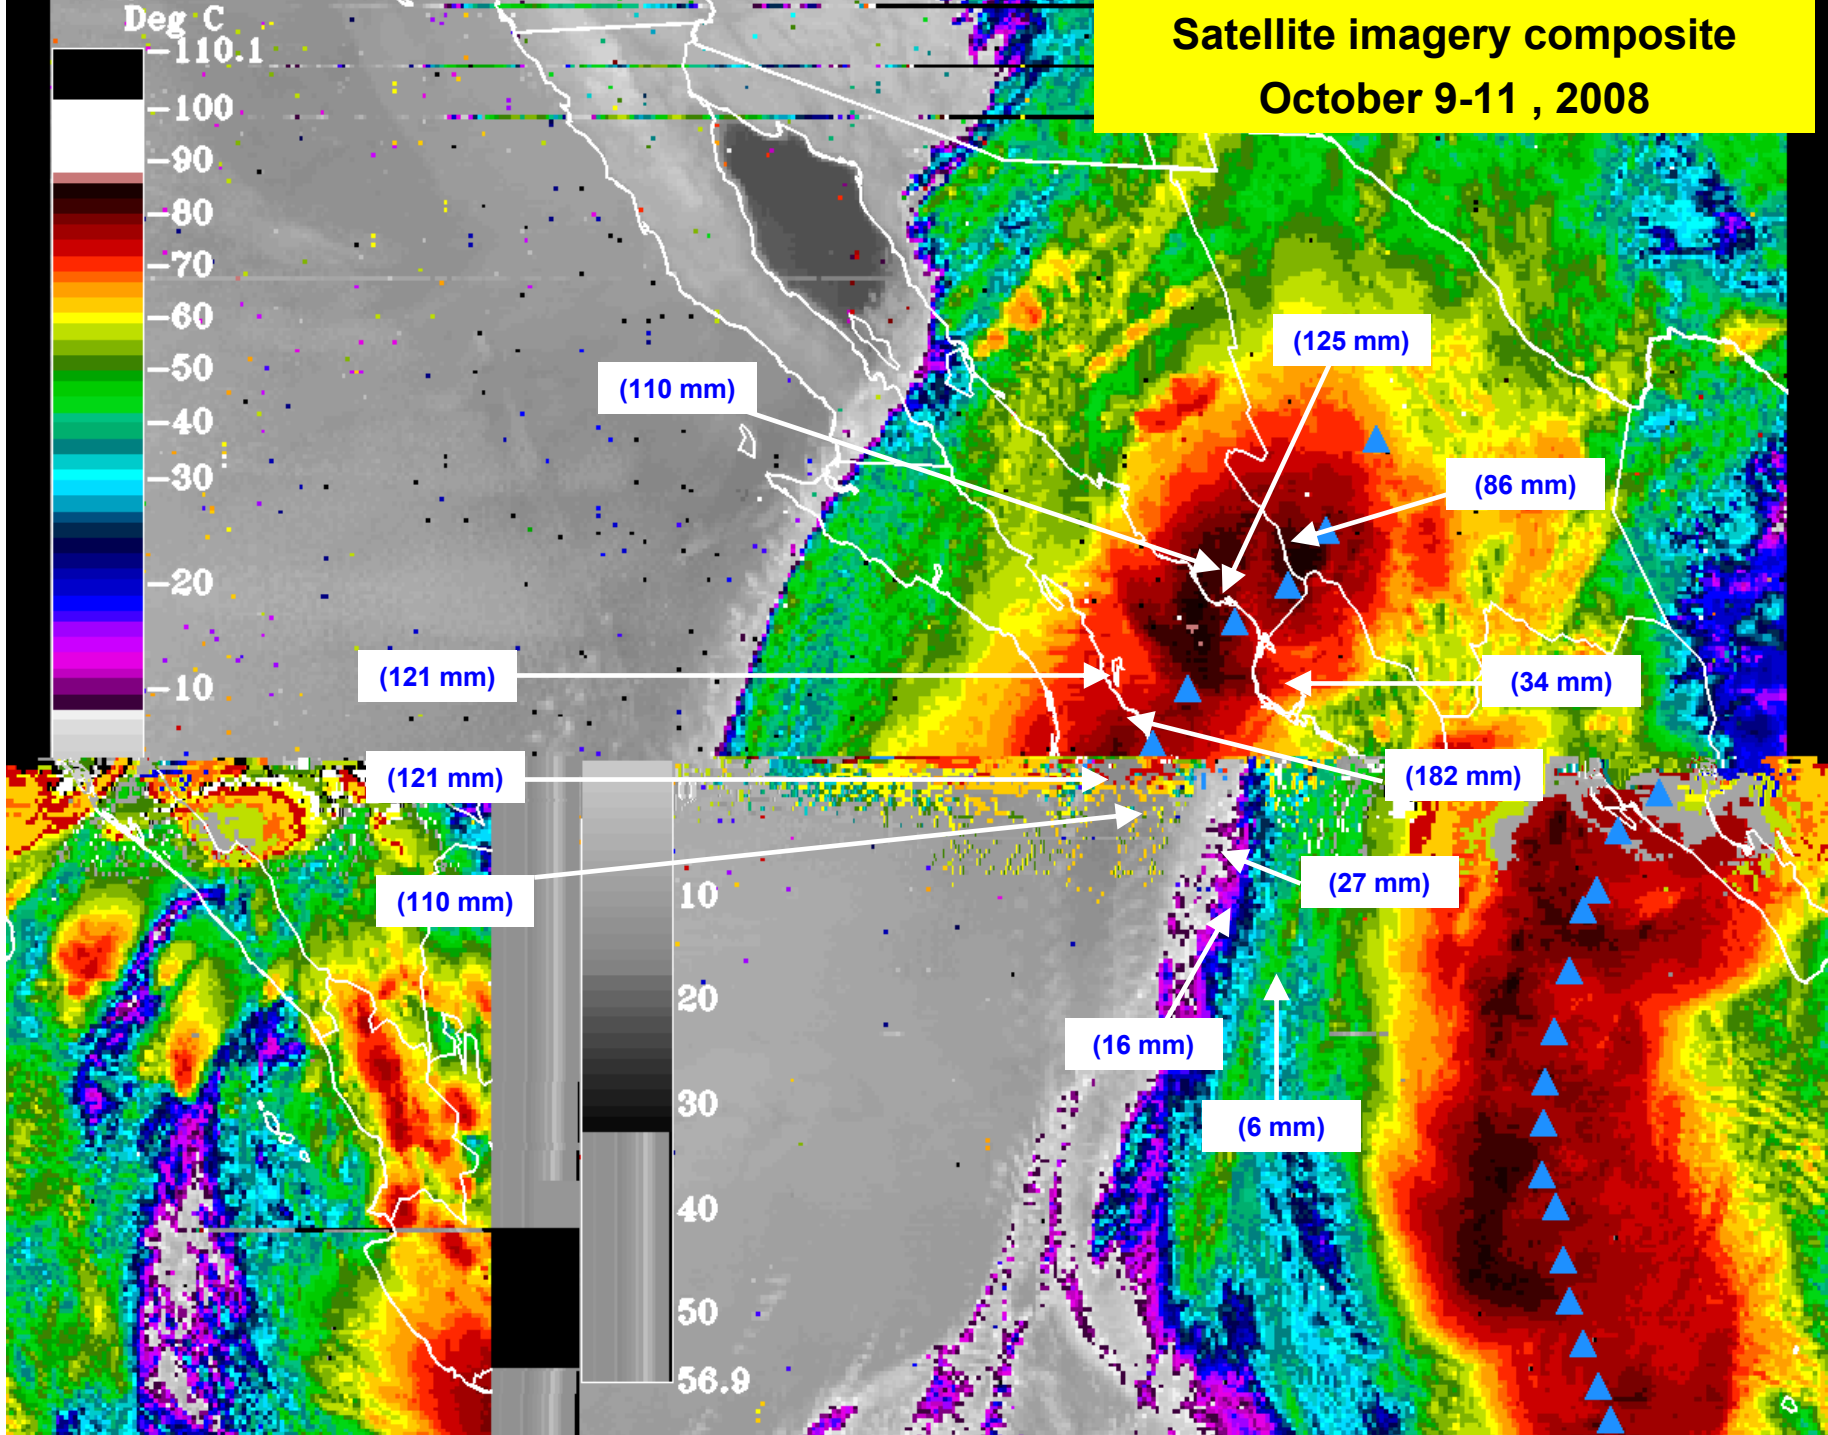 Satellite imagery composite
October 9-11 , 2008
Deg C
-110.1
-100
-90
-80
-70
-60
-50
-40
-30
-20
-10
0
10
20
30
40
50
56.9
(125 mm)
(110 mm)
(86 mm)
(121 mm)
(34 mm)
(121 mm)
(182 mm)
(110 mm)
(27 mm)
(16 mm)
(6 mm)